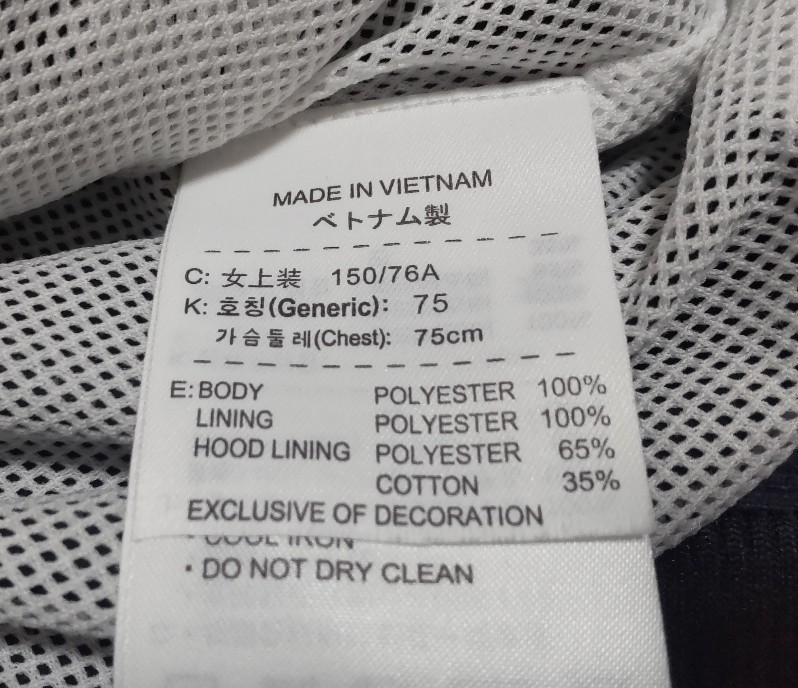 MADE IN VIETNAM
ベトナム製
C: 女上装 150/76A
K: 호칭(Generic): 75
가슴둘레(Chest): 75cm
E: BODY POLYESTER 100%
LINING POLYESTER 100%
HOOD LINING POLYESTER 65%
COTTON 35%
EXCLUSIVE OF DECORATION
· COOL IRON
· DO NOT DRY CLEAN